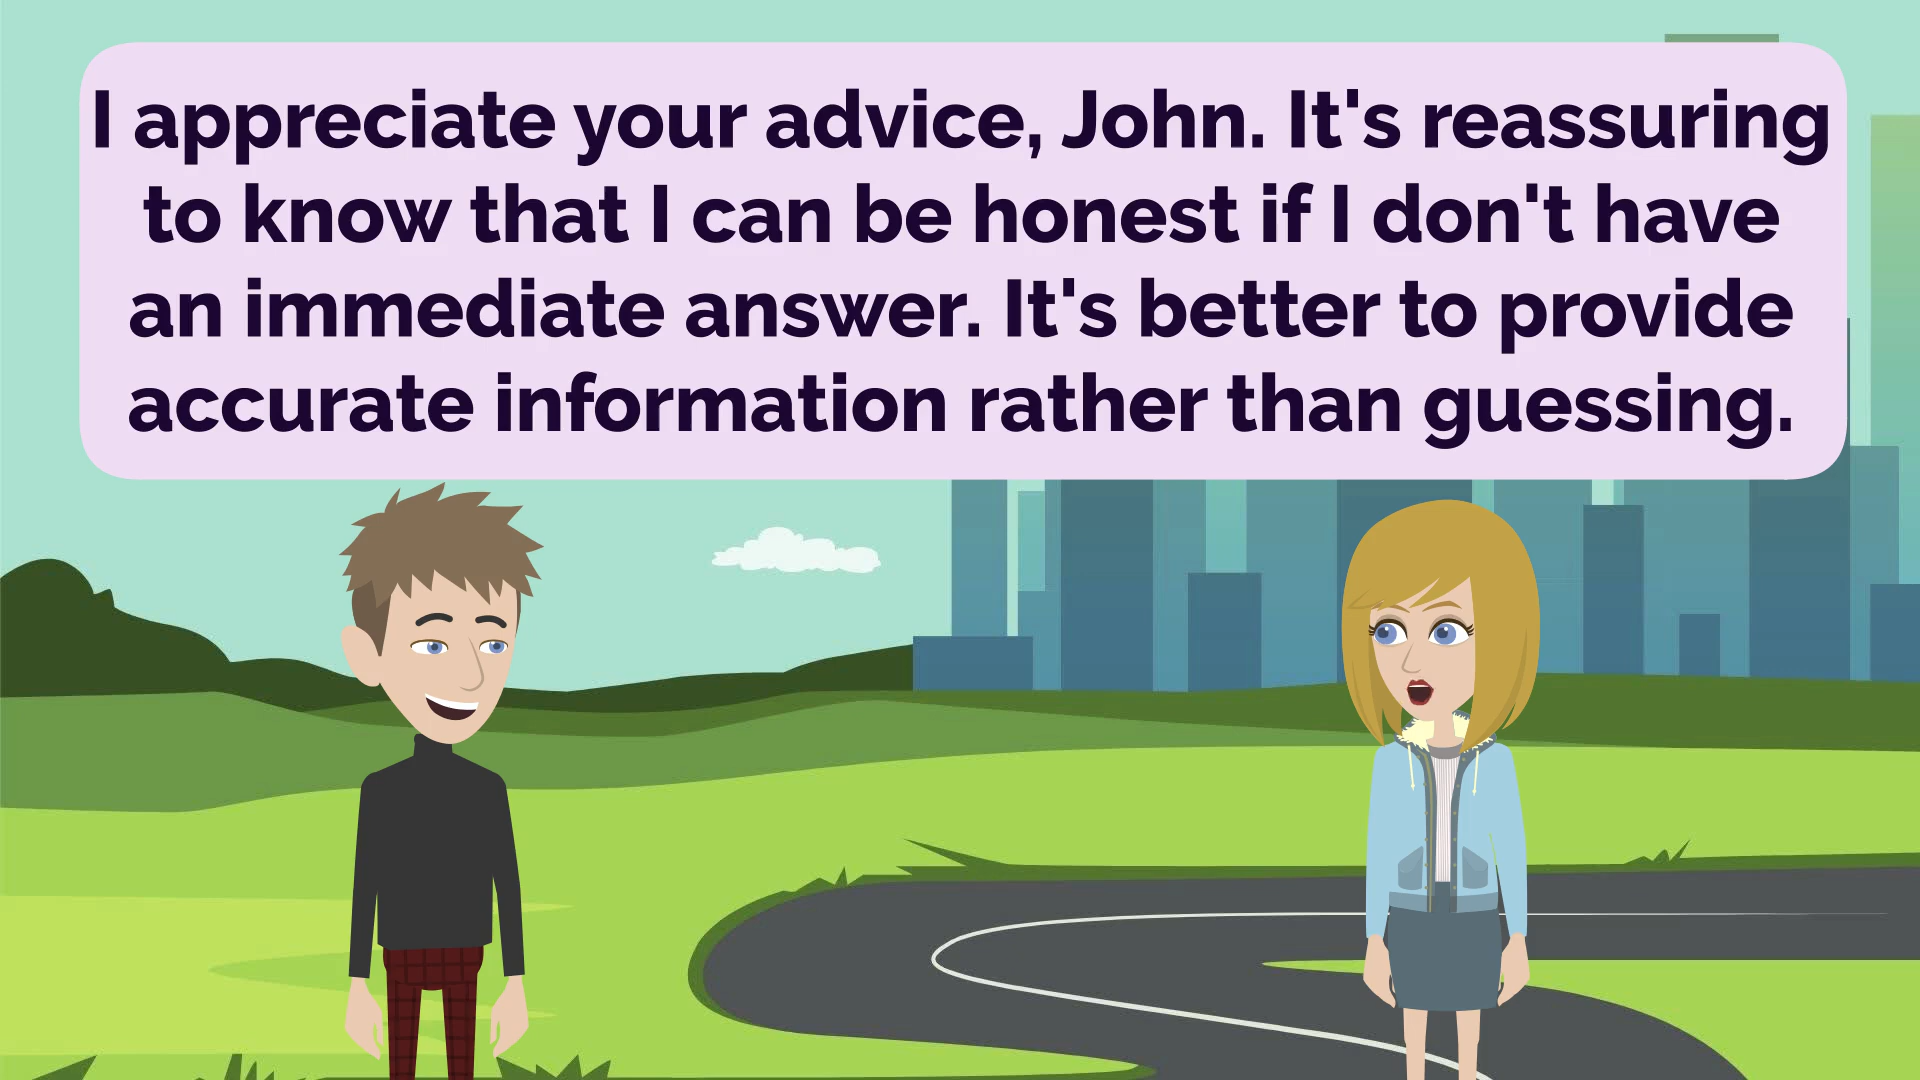 I appreciate your advice, John. It's reassuring
to know that I can be honest if I don't have
an immediate answer. It's better to provide
accurate information rather than guessing.